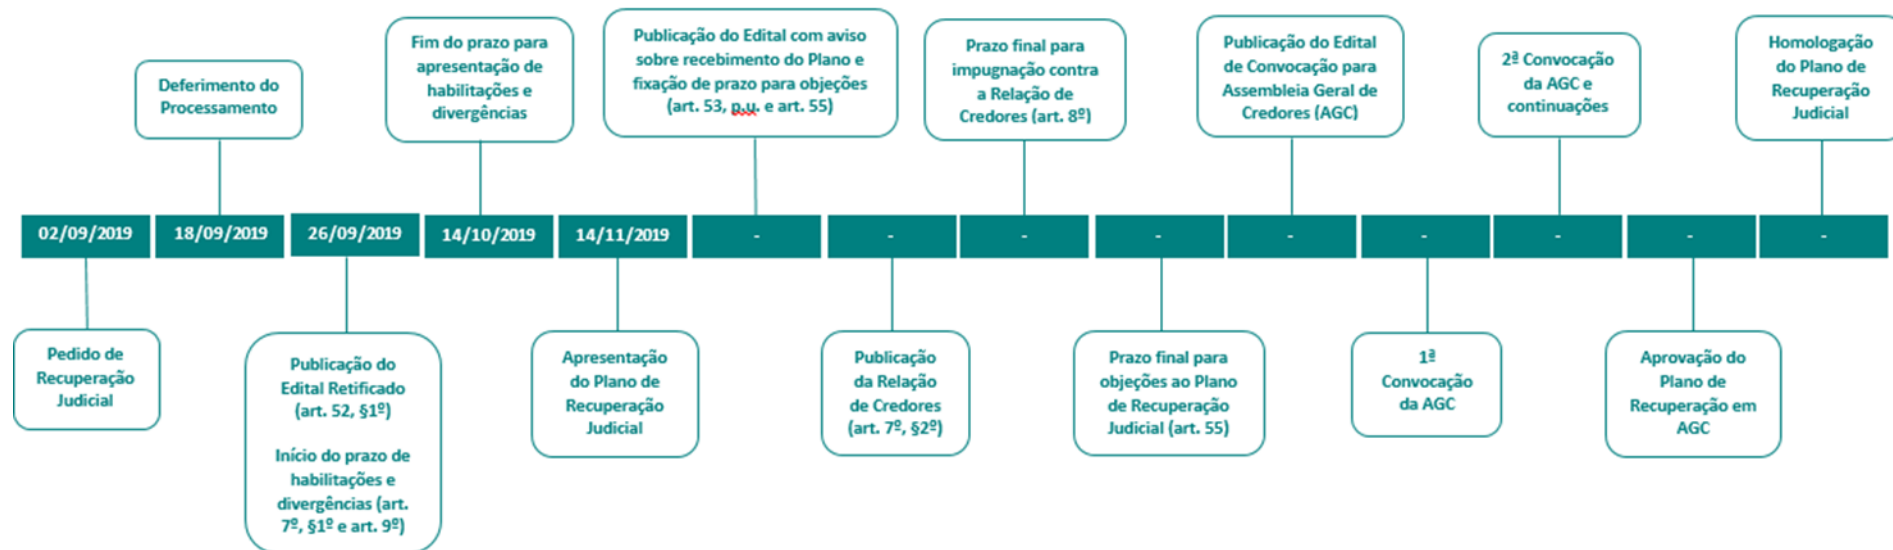 Deferimento do
Processamento
Fim do prazo para
apresentação de
habilitações e
divergências
Publicação do Edital com aviso
sobre recebimento do Plano e
fixação de prazo para objeções
(art. 53, p.u. e art. 55)
Prazo final para
impugnação contra
a Relação de
Credores (art. 8º)
Publicação do Edital
de Convocação para
Assembleia Geral de
Credores (AGC)
2ª Convocação
da AGC e
continuações
Homologação
do Plano de
Recuperação
Judicial
02/09/2019 18/09/2019 26/09/2019 14/10/2019 14/11/2019 - - - - - - - - -
Pedido de
Recuperação
Judicial
Publicação do
Edital Retificado
(art. 52, §1º)
Início do prazo de
habilitações e
divergências (art.
7º, §1º e art. 9º)
Apresentação
do Plano de
Recuperação
Judicial
Publicação
da Relação
de Credores
(art. 7º, §2º)
Prazo final para
objeções ao Plano
de Recuperação
Judicial (art. 55)
1ª
Convocação
da AGC
Aprovação do
Plano de
Recuperação em
AGC